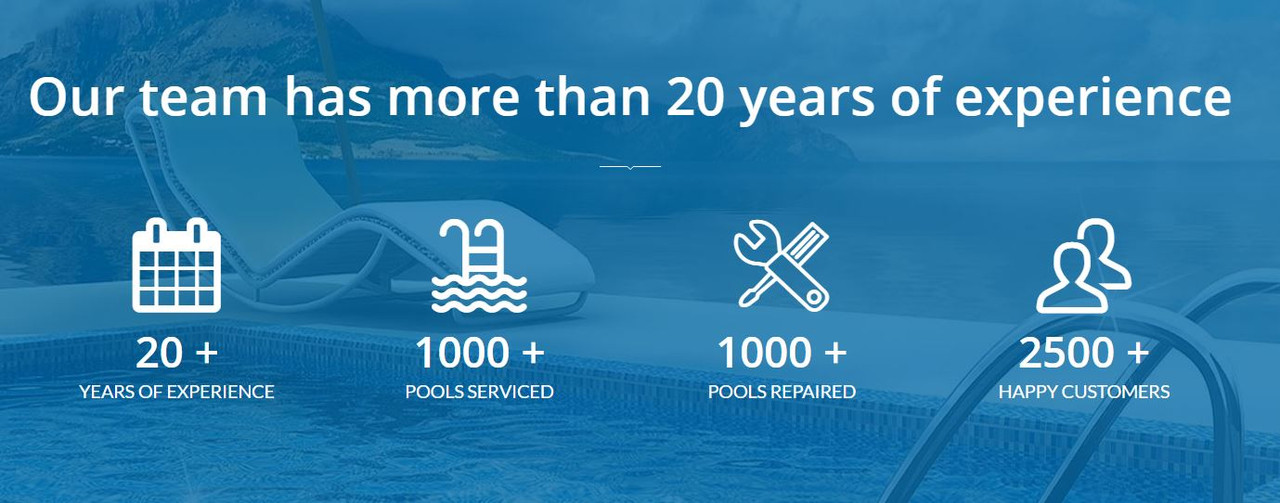 Our team has more than 20 years of experience
20 +
YEARS OF EXPERIENCE
1000 +
POOLS SERVICED
1000 +
POOLS REPAIRED
2500 +
HAPPY CUSTOMERS